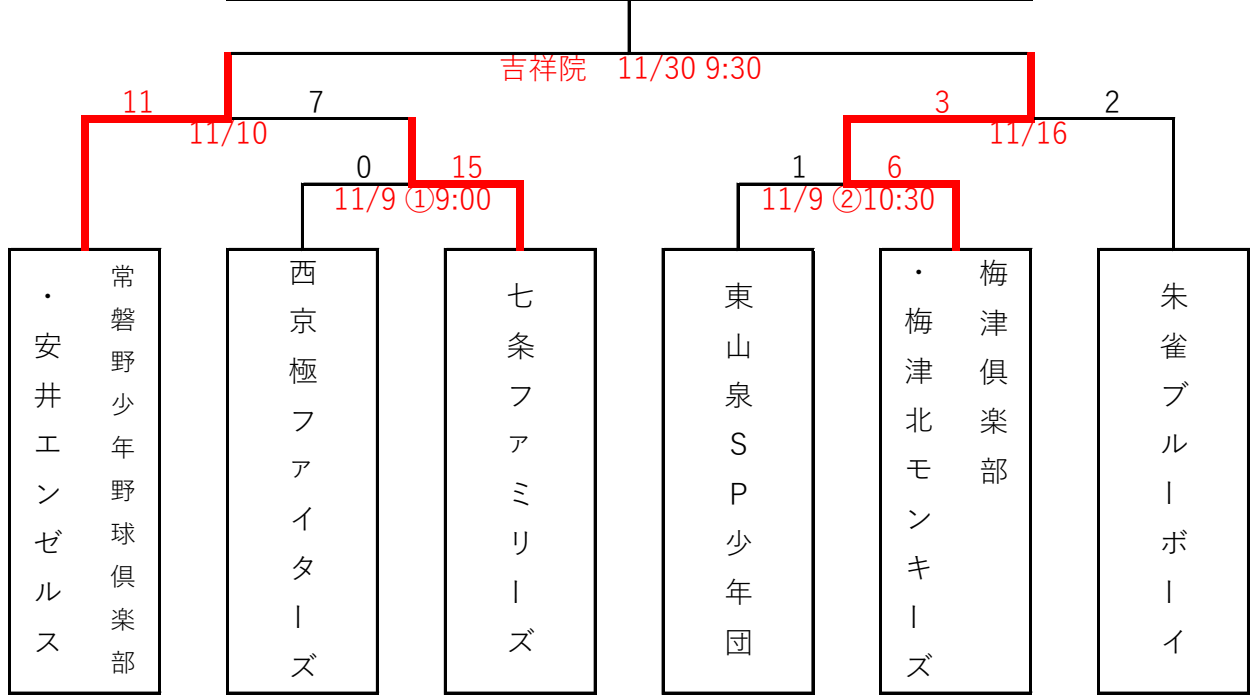 吉祥院　11/30 9:30
11
7
3
2
11/10
11/16
0
15
1
6
11/9 ①9:00
11/9 ②10:30
常磐野少年野球倶楽部
・安井エンゼルス
西京極ファイターズ
七条ファミリーズ
東山泉ＳＰ少年団
梅津倶楽部
・梅津北モンキーズ
朱雀ブルーボーイ